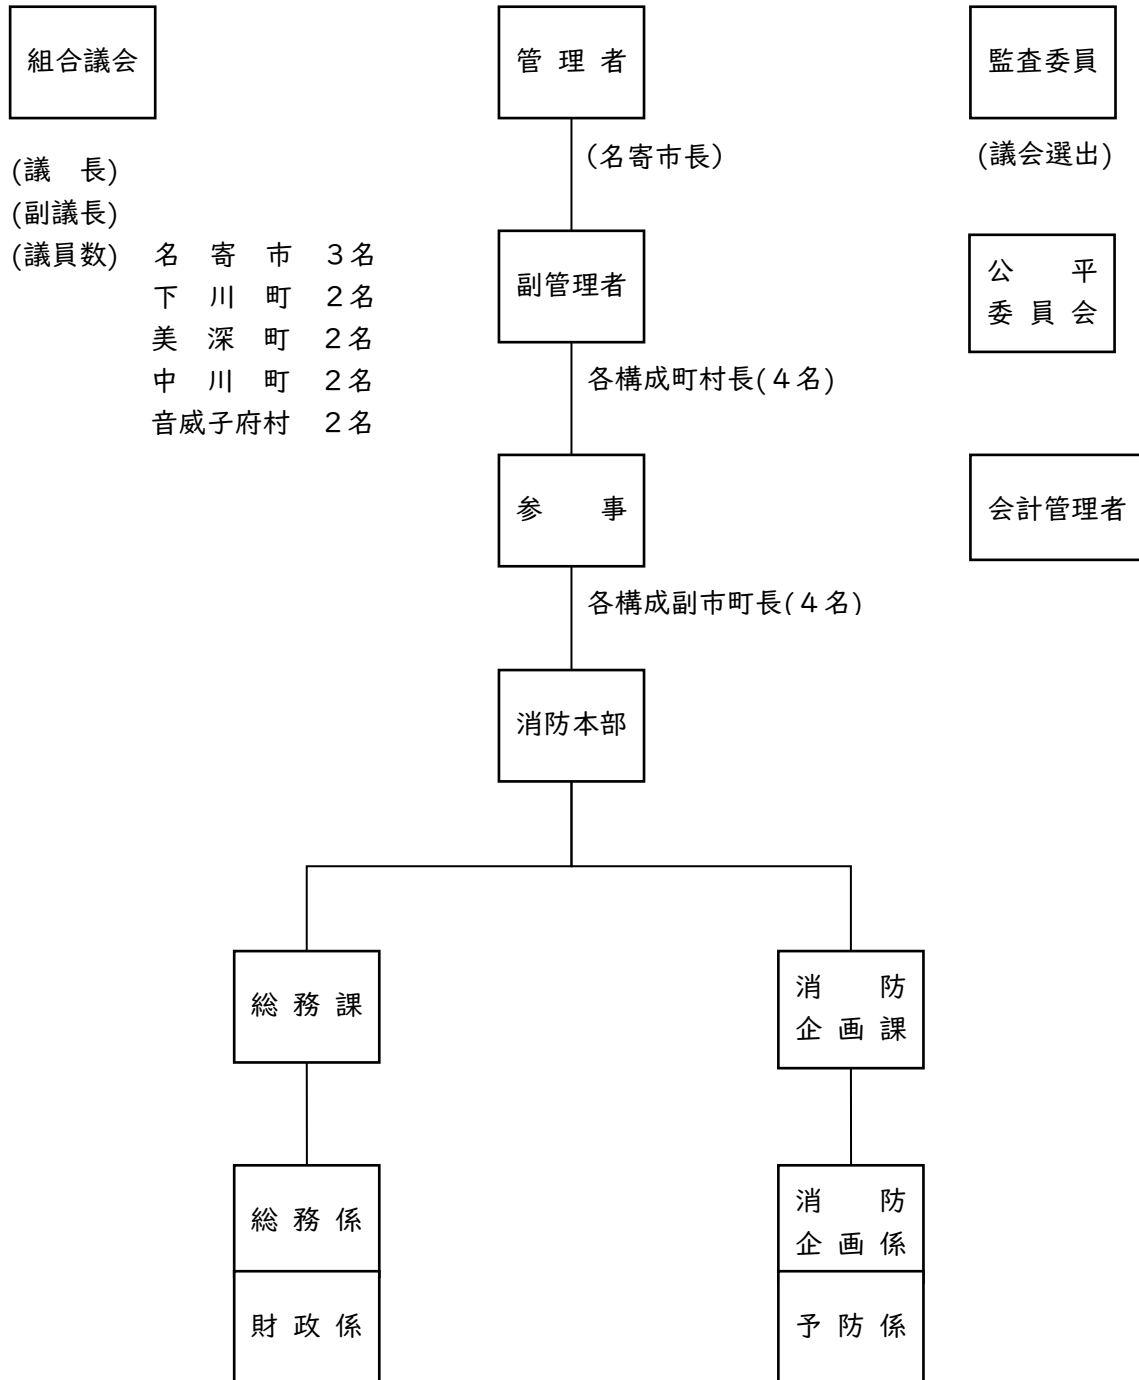 組合議会
管 理 者
監査委員
(議　長)
(副議長)
(議員数)　名　寄　市　３名
下　川　町　２名
美　深　町　２名
中　川　町　２名
音威子府村　２名
（名寄市長）
(議会選出)
副管理者
公　　平
委 員 会
各構成町村長(４名)
参　　事
会計管理者
各構成副市町長(４名)
消防本部
総 務 課
消　　防
企 画 課
総 務 係
消　　防
企 画 係
財 政 係
予 防 係